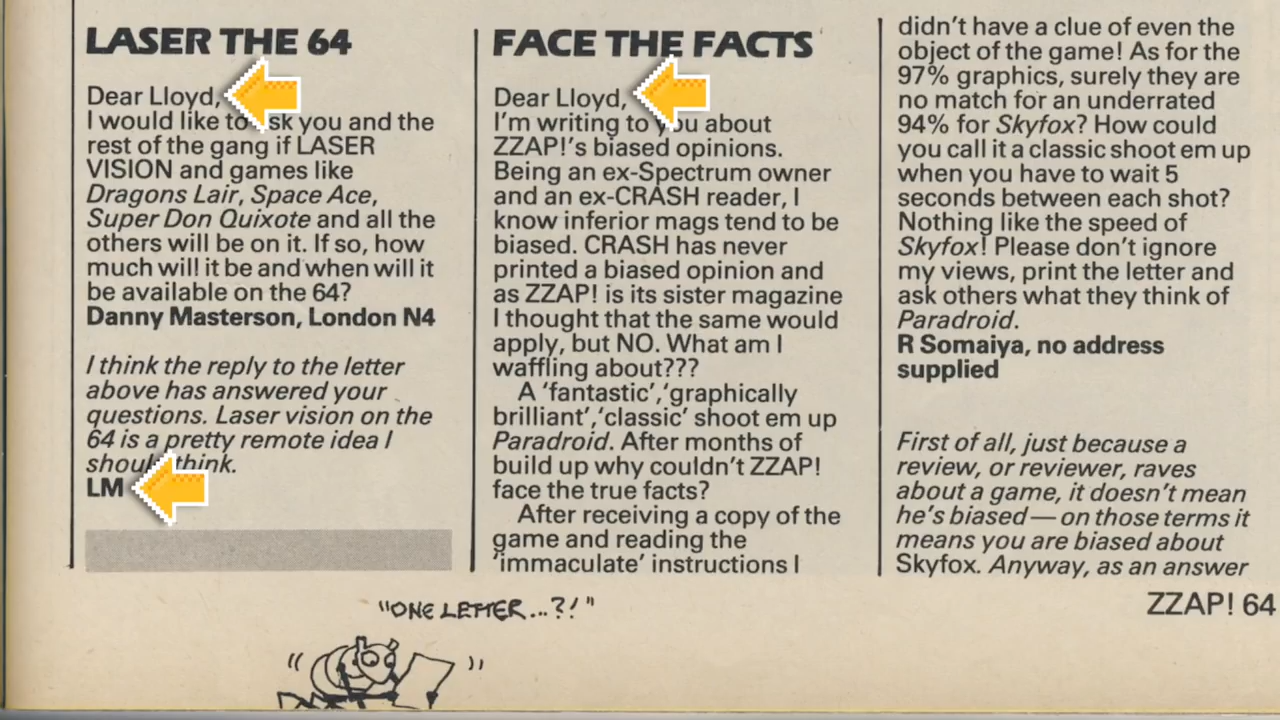 LASER THE 64
Dear Lloyd,
I would like to ask you and the
rest of the gang if LASER
VISION and games like
Dragons Lair, Space Ace,
Super Don Quixote and all the
others will be on it. If so, how
much will it be and when will it
be available on the 64?
Danny Masterson, London N4
I think the reply to the letter
above has answered your
questions. Laser vision on the
64 is a pretty remote idea I
should think.
LM
FACE THE FACTS
Dear Lloyd,
I'm writing to you about
ZZAP!'s biased opinions.
Being an ex-Spectrum owner
and an ex-CRASH reader, I
know inferior mags tend to be
biased. CRASH has never
printed a biased opinion and
as ZZAP! is its sister magazine
I thought that the same would
apply, but NO. What am I
waffling about???
A 'fantastic','graphically
brilliant','classic' shoot em up
Paradroid. After months of
build up why couldn't ZZAP!
face the true facts?
After receiving a copy of the
game and reading the
'immaculate' instructions I
didn't have a clue of even the
object of the game! As for the
97% graphics, surely they are
no match for an underrated
94% for Skyfox? How could
you call it a classic shoot em up
when you have to wait 5
seconds between each shot?
Nothing like the speed of
Skyfox! Please don't ignore
my views, print the letter and
ask others what they think of
Paradroid.
R Somaiya, no address
supplied
First of all, just because a
review, or reviewer, raves
about a game, it doesn't mean
he's biased — on those terms it
means you are biased about
Skyfox. Anyway, as an answer
"ONE LETTER...?!"
ZZAP! 64